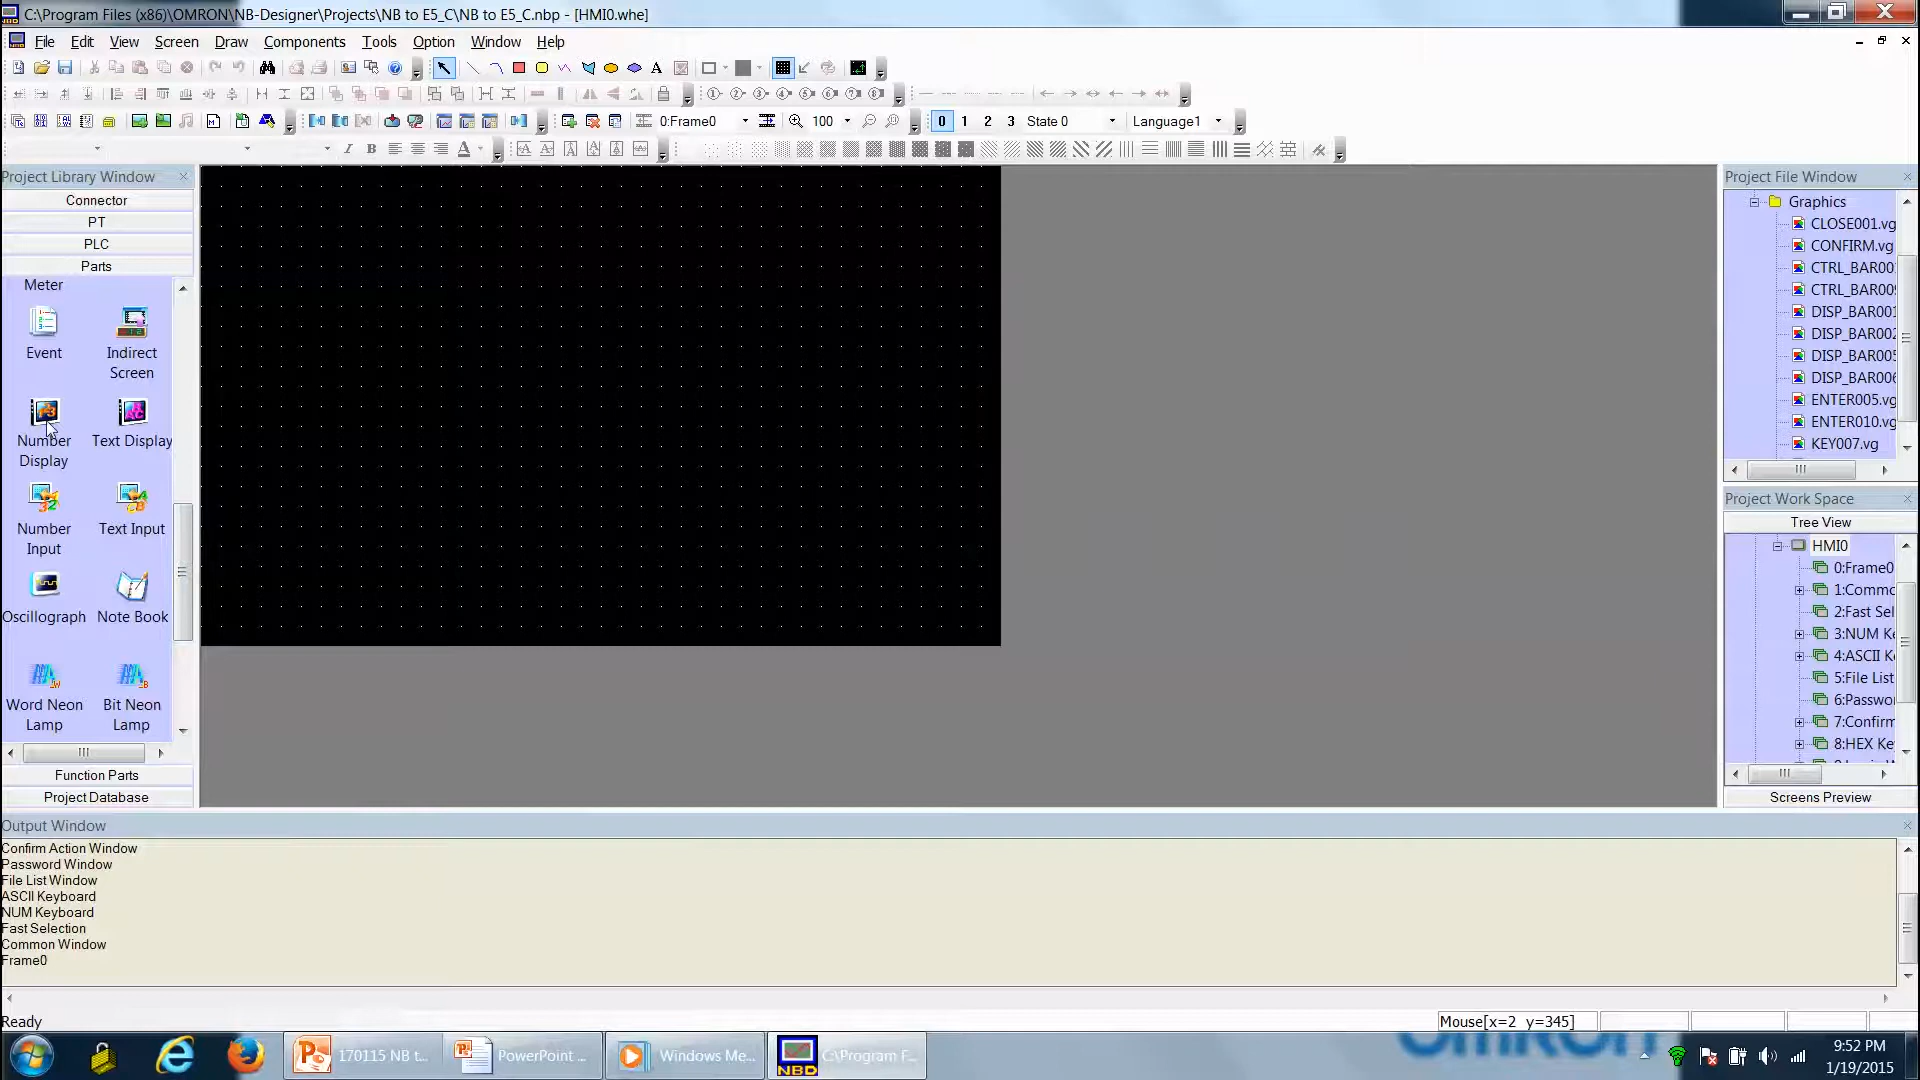 C:\Program Files (x86)\OMRON\NB-Designer\Projects\NB to E5_C\NB to E5_C.nbp - [HMI0.whe]
File Edit View Screen Draw Components Tools Option Window Help
0:Frame0 100 0 1 2 3 State 0 Language1
Project Library Window
Connector
PT
PLC
Parts
Meter
Event
Indirect Screen
Number Display
Text Display
Number Input
Text Input
Oscillograph
Note Book
Word Neon Lamp
Bit Neon Lamp
Function Parts
Project Database
Project File Window
Graphics
CLOSE001.vg
CONFIRM.vg
CTRL_BAR00
CTRL_BAR00
DISP_BAR001
DISP_BAR002
DISP_BAR005
DISP_BAR006
ENTER005.vg
ENTER010.vg
KEY007.vg
Project Work Space
Tree View
HMI0
0:Frame0
1:Commo
2:Fast Sel
3:NUM Ke
4:ASCII K
5:File List
6:Passwor
7:Confirm
8:HEX Ke
Screens Preview
Output Window
Confirm Action Window
Password Window
File List Window
ASCII Keyboard
NUM Keyboard
Fast Selection
Common Window
Frame0
Ready
Mouse[x=2 y=345]
170115 NB t...
PowerPoint ...
Windows Me...
NBD
C:\Program F...
9:52 PM
1/19/2015